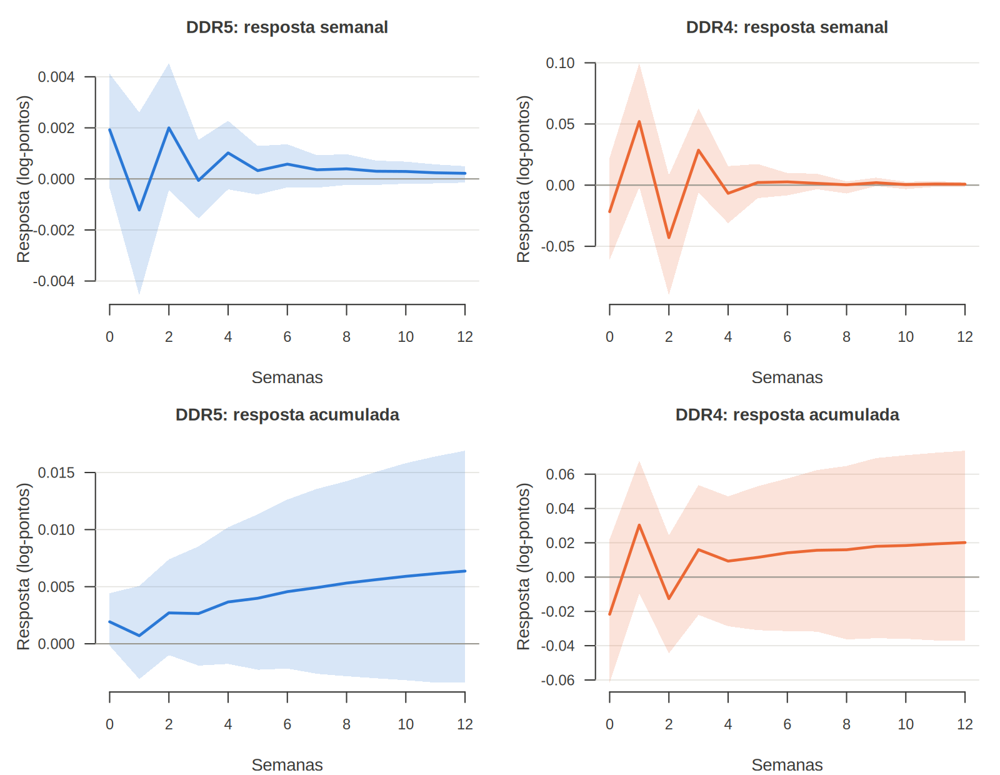 DDR5: resposta semanal
Resposta (log-pontos)
0.004
0.002
0.000
-0.002
-0.004
0 2 4 6 8 10 12
Semanas
DDR4: resposta semanal
Resposta (log-pontos)
0.10
0.05
0.00
-0.05
0 2 4 6 8 10 12
Semanas
DDR5: resposta acumulada
Resposta (log-pontos)
0.015
0.010
0.005
0.000
0 2 4 6 8 10 12
Semanas
DDR4: resposta acumulada
Resposta (log-pontos)
0.06
0.04
0.02
0.00
-0.02
-0.04
-0.06
0 2 4 6 8 10 12
Semanas